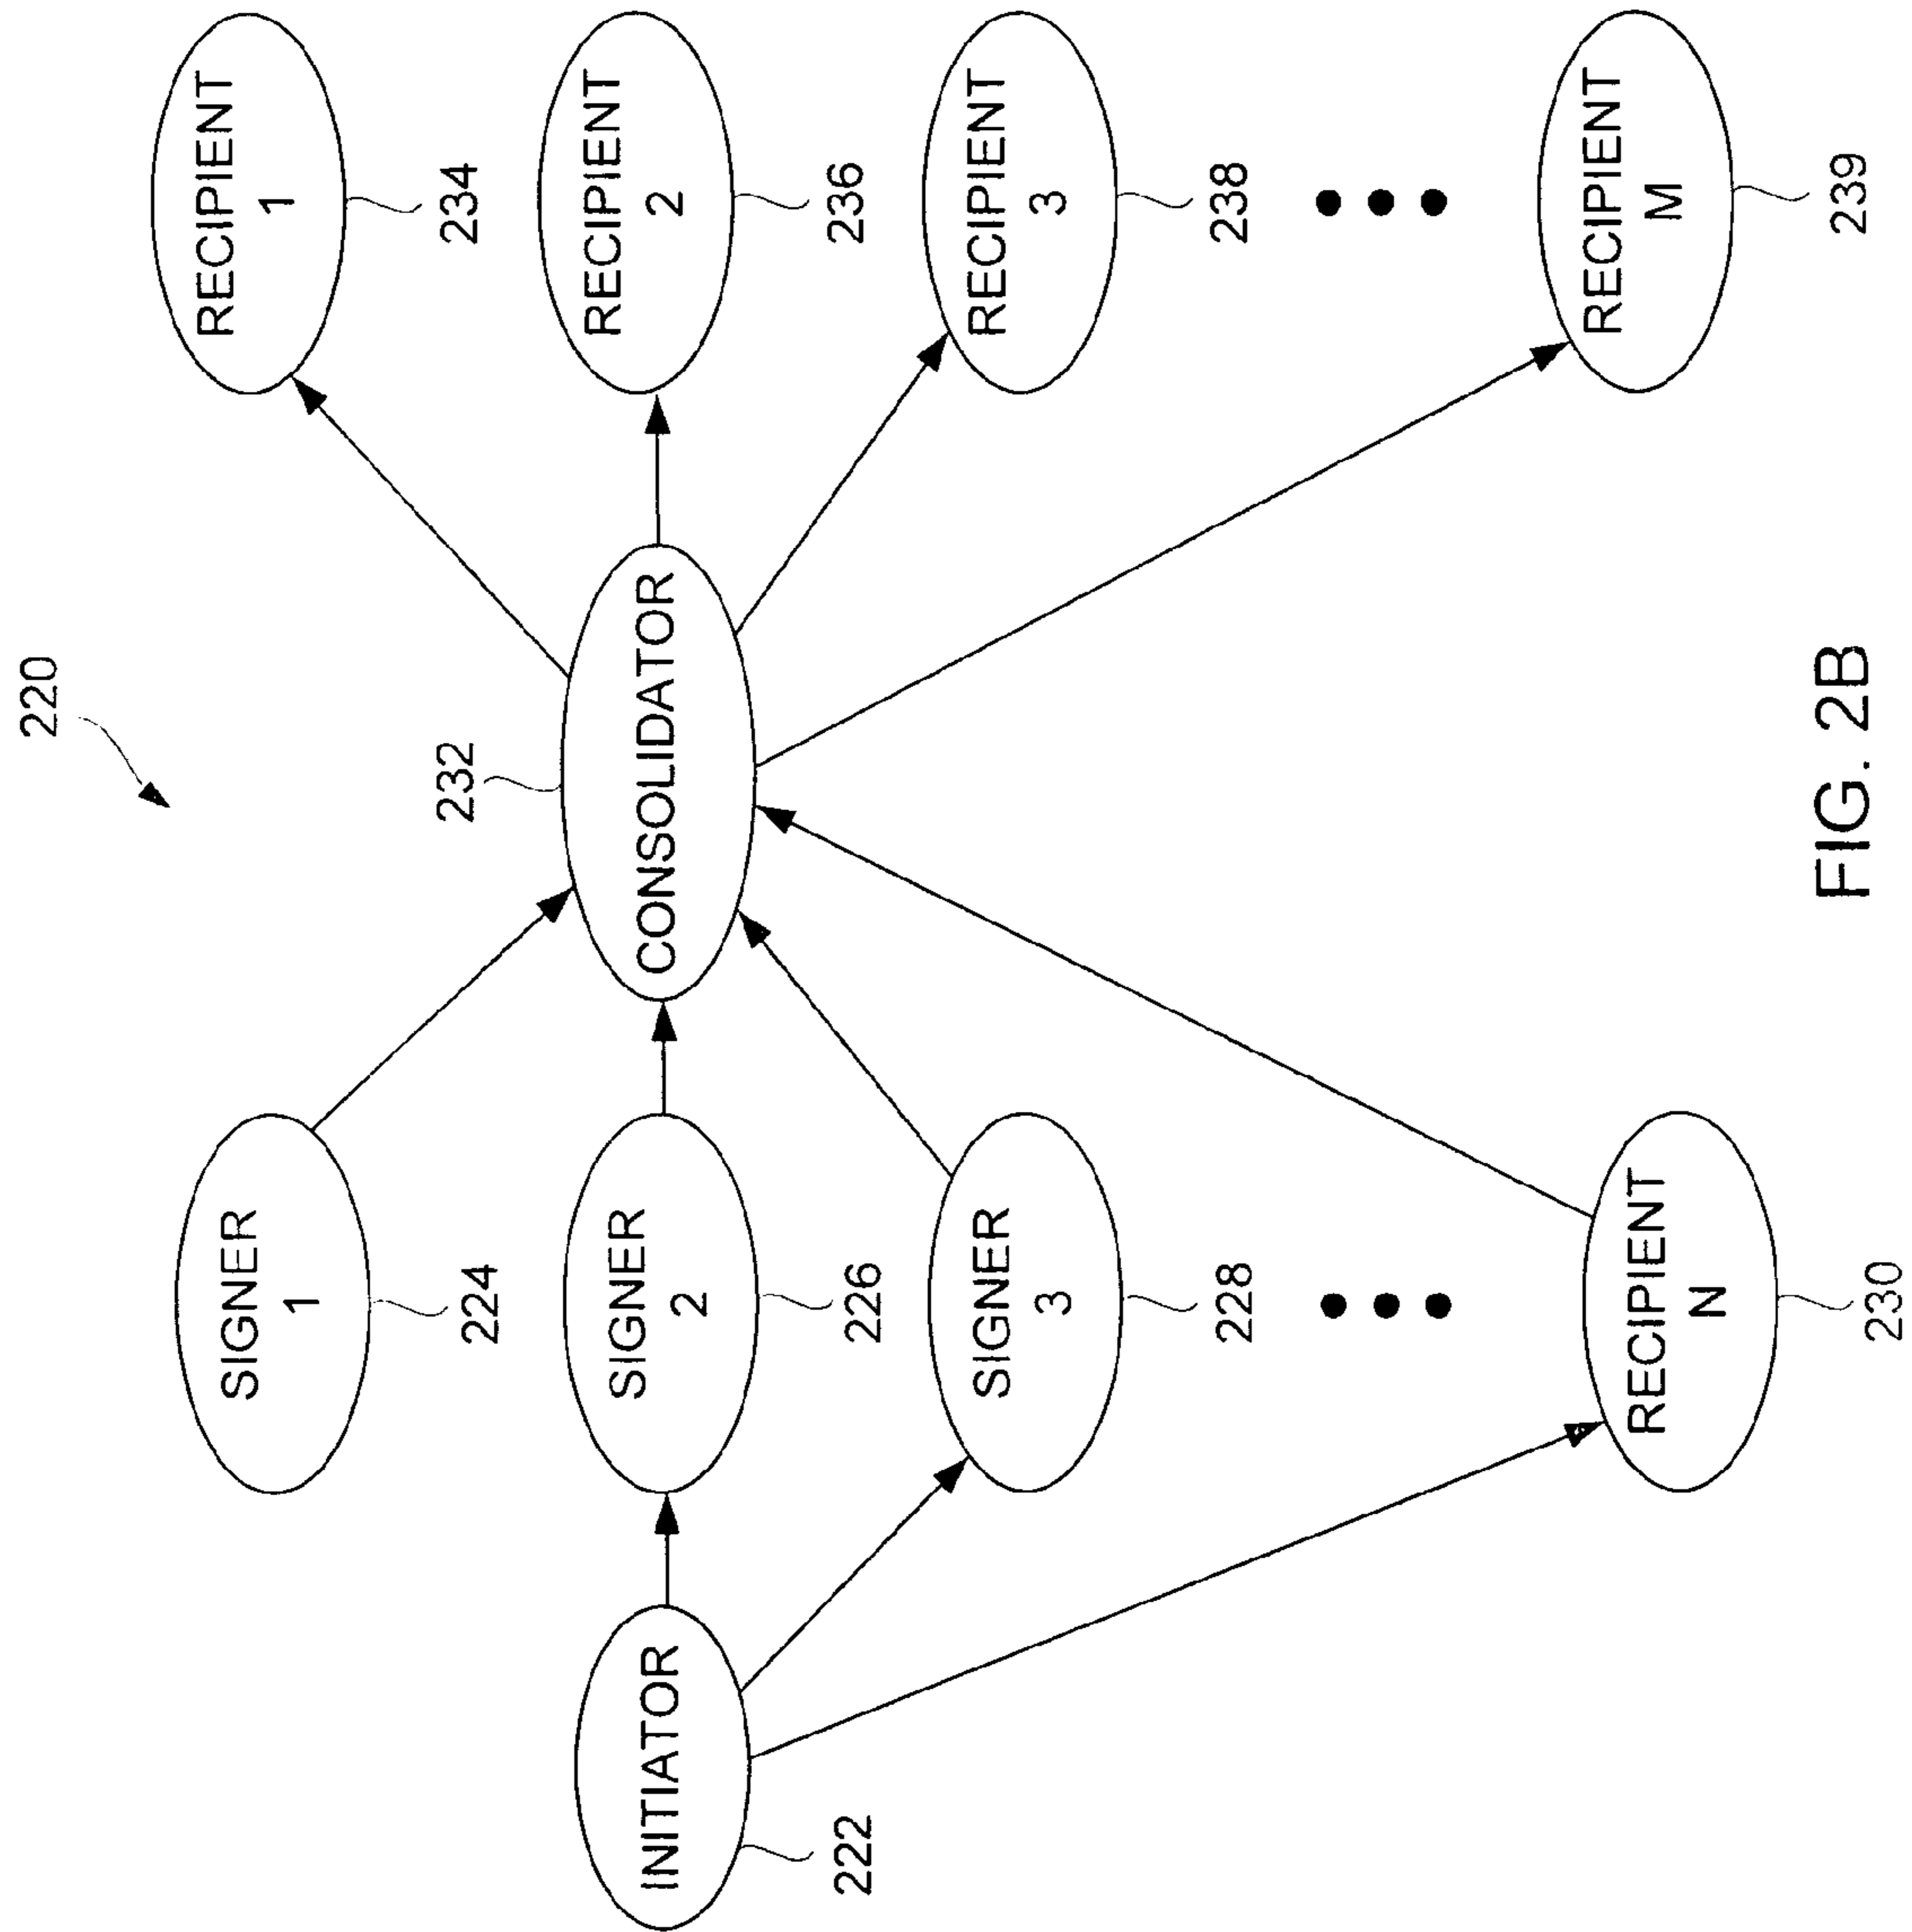 220
SIGNER
1
224
SIGNER
2
226
SIGNER
3
228
RECIPIENT
N
230
INITIATOR
222
CONSOLIDATOR
232
RECIPIENT
1
234
RECIPIENT
2
236
RECIPIENT
3
238
RECIPIENT
M
239
FIG. 2B